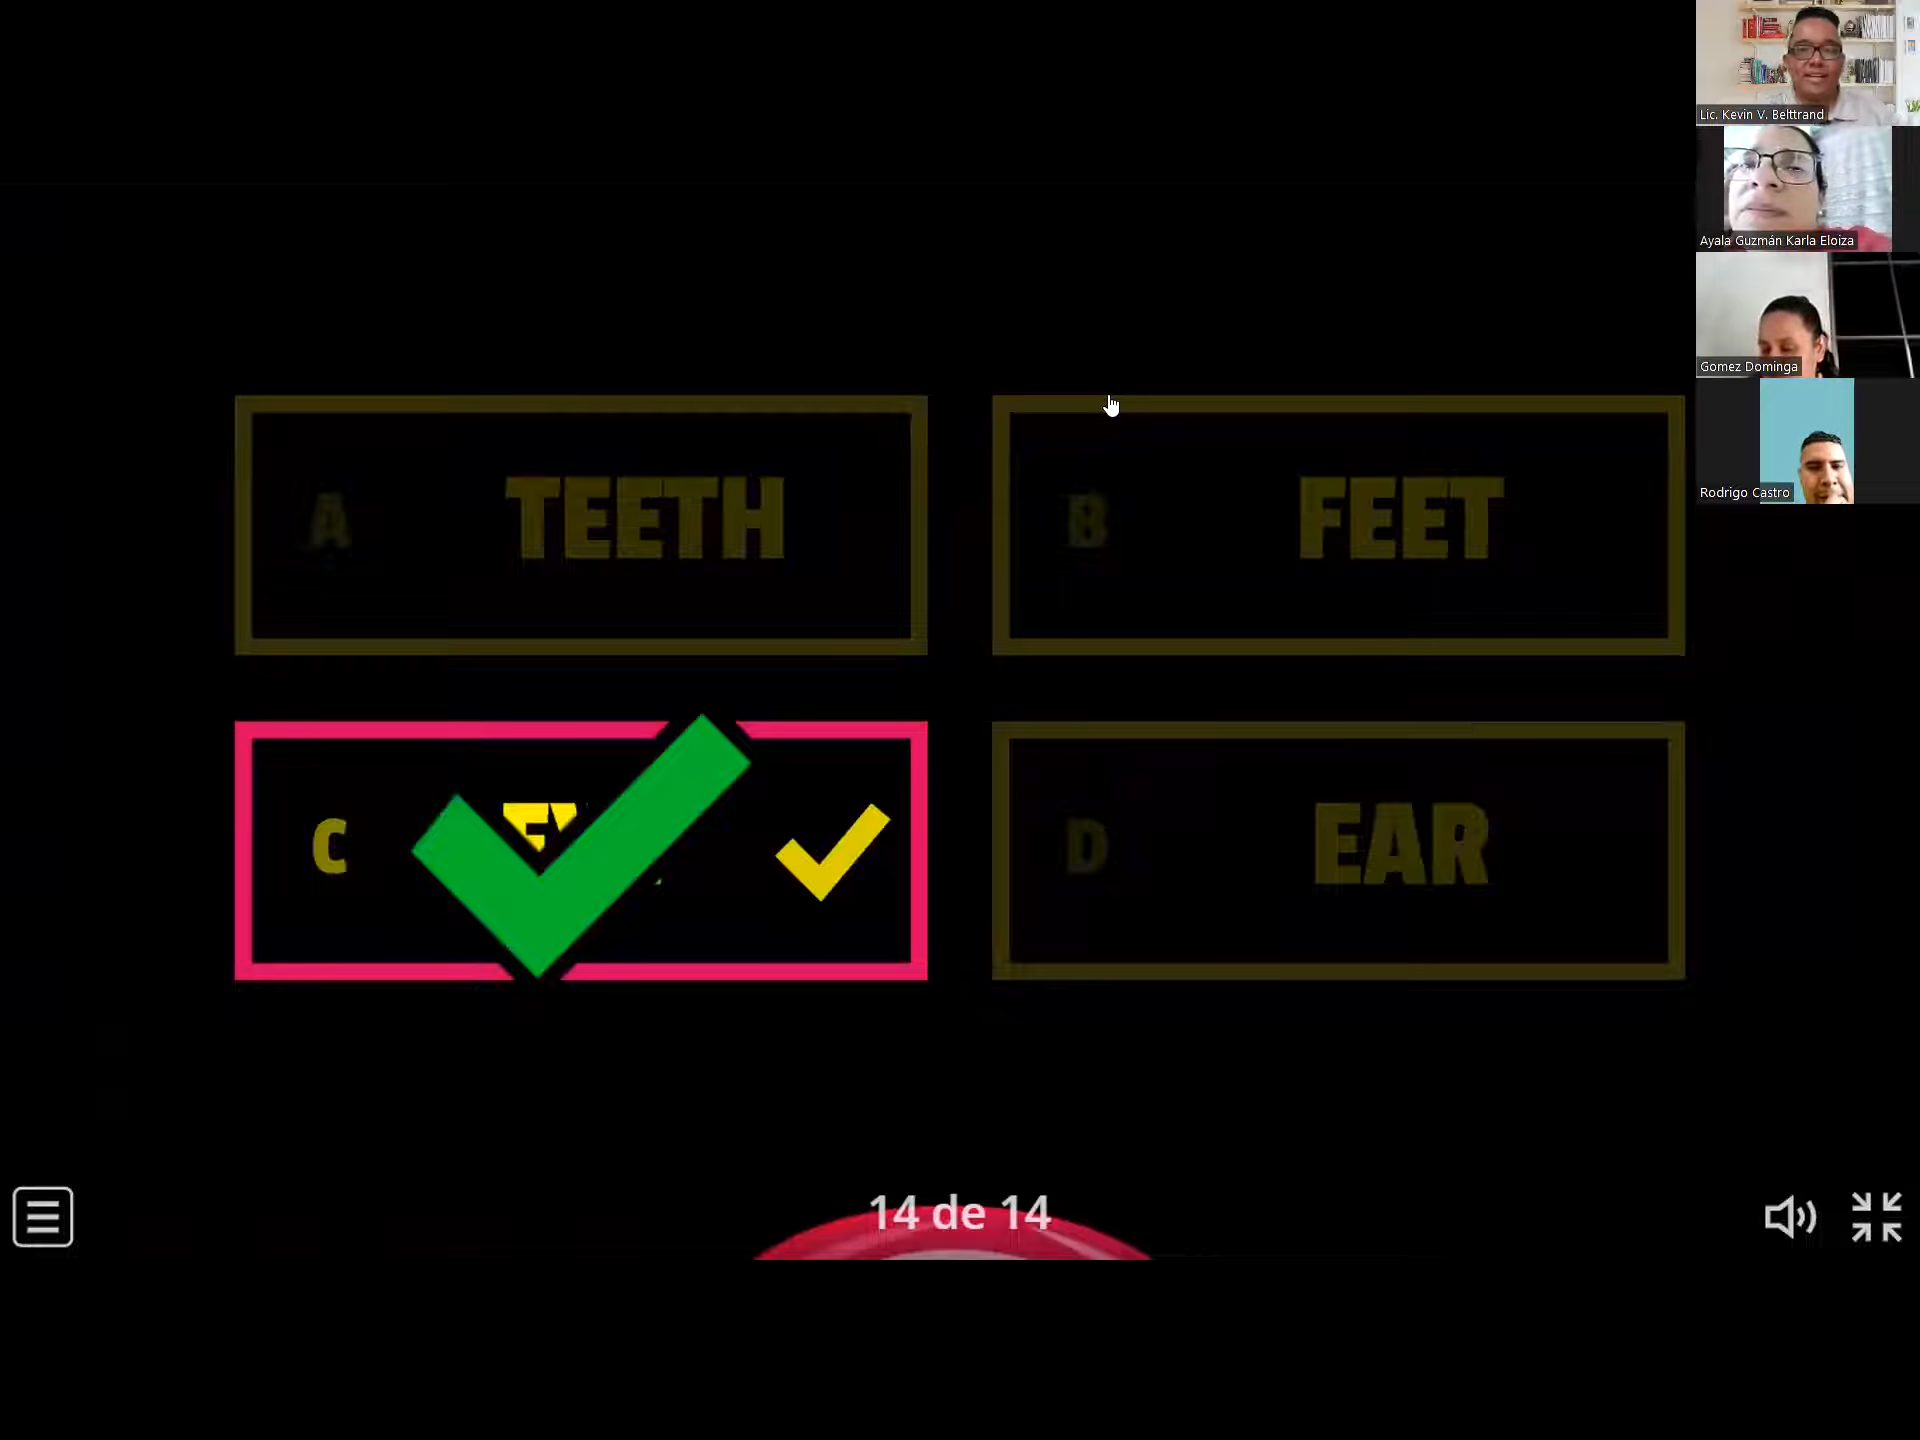 Lic. Kevin V. Belttrand
Ayala Guzmán Karla Eloiza
Gomez Dominga
Rodrigo Castro
A TEETH
B FEET
C
D EAR
14 de 14